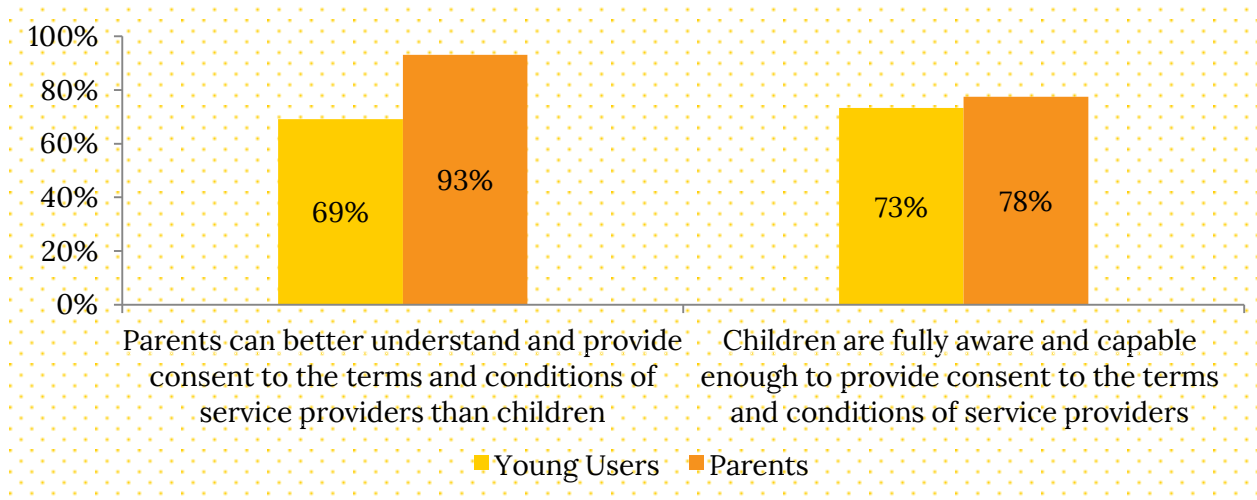 100%
80%
60%
40%
20%
0%
69%
93%
73%
78%
Parents can better understand and provide
consent to the terms and conditions of
service providers than children
Children are fully aware and capable
enough to provide consent to the terms
and conditions of service providers
Young Users
Parents